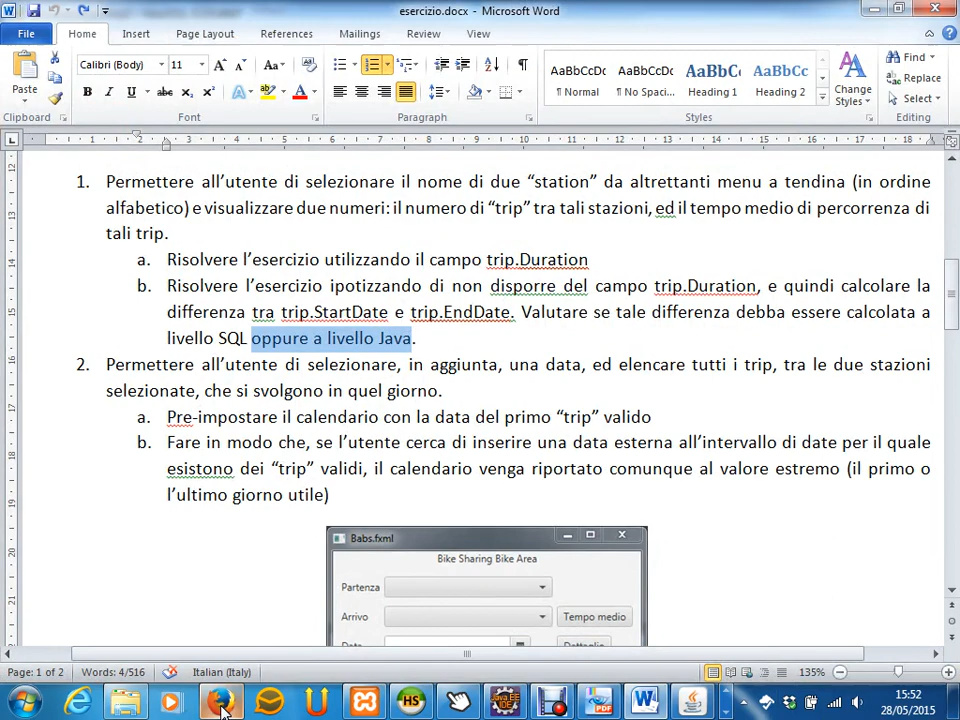 esercizio.docx - Microsoft Word
File Home Insert Page Layout References Mailings Review View
Paste
Clipboard
Calibri (Body) 11
Font
Paragraph
AaBbCcDc AaBbCcDc AaBbCc AaBbCc
¶ Normal ¶ No Spaci... Heading 1 Heading 2
Change Styles
Styles
Find
Replace
Select
Editing
1. Permettere all’utente di selezionare il nome di due “station” da altrettanti menu a tendina (in ordine
alfabetico) e visualizzare due numeri: il numero di “trip” tra tali stazioni, ed il tempo medio di percorrenza di
tali trip.
a. Risolvere l’esercizio utilizzando il campo trip.Duration
b. Risolvere l’esercizio ipotizzando di non disporre del campo trip.Duration, e quindi calcolare la
differenza tra trip.StartDate e trip.EndDate. Valutare se tale differenza debba essere calcolata a
livello SQL oppure a livello Java.
2. Permettere all’utente di selezionare, in aggiunta, una data, ed elencare tutti i trip, tra le due stazioni
selezionate, che si svolgono in quel giorno.
a. Pre-impostare il calendario con la data del primo “trip” valido
b. Fare in modo che, se l’utente cerca di inserire una data esterna all’intervallo di date per il quale
esistono dei “trip” validi, il calendario venga riportato comunque al valore estremo (il primo o
l’ultimo giorno utile)
Babs.fxml
Bike Sharing Bike Area
Partenza
Arrivo Tempo medio
Data Dettaglio
Page: 1 of 2 Words: 4/516 Italian (Italy) 135%
15:52
28/05/2015